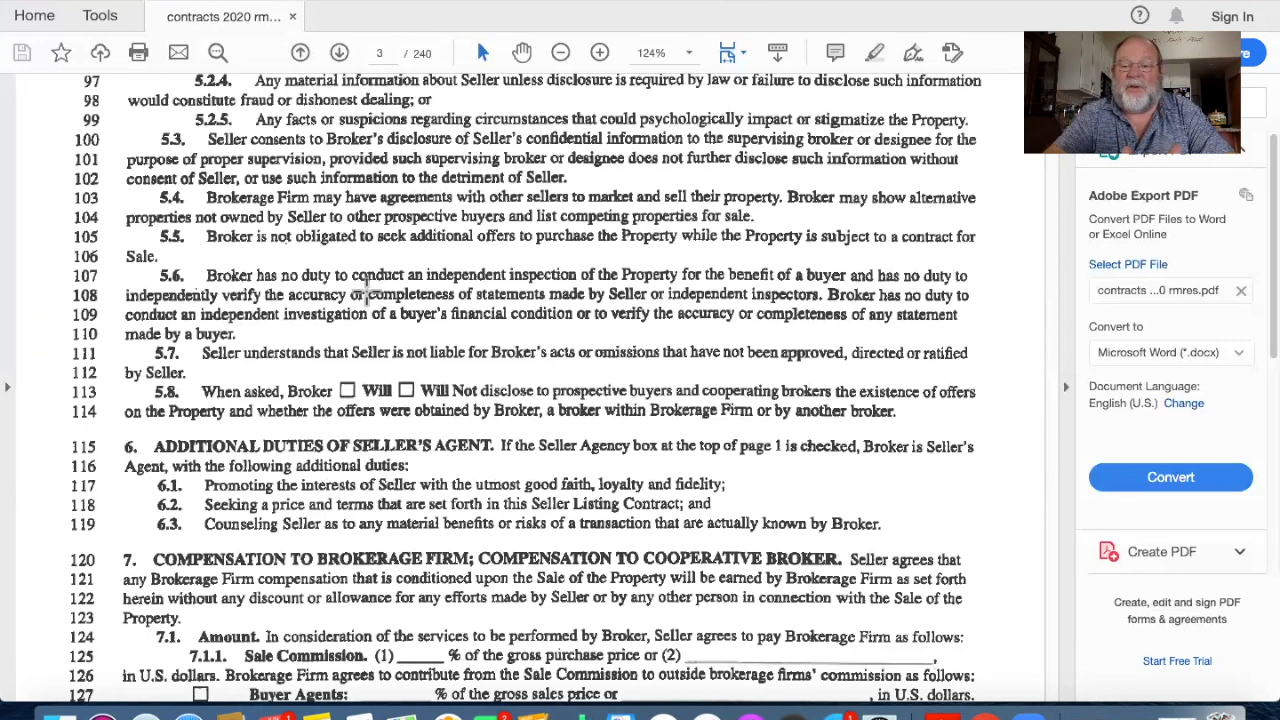 Home
Tools
contracts 2020 rm...
×
Sign In
3 / 240
124%
97 5.2.4. Any material information about Seller unless disclosure is required by law or failure to disclose such information
98 would constitute fraud or dishonest dealing; or
99 5.2.5. Any facts or suspicions regarding circumstances that could psychologically impact or stigmatize the Property.
100 5.3. Seller consents to Broker's disclosure of Seller's confidential information to the supervising broker or designee for the
101 purpose of proper supervision, provided such supervising broker or designee does not further disclose such information without
102 consent of Seller, or use such information to the detriment of Seller.
103 5.4. Brokerage Firm may have agreements with other sellers to market and sell their property. Broker may show alternative
104 properties not owned by Seller to other prospective buyers and list competing properties for sale.
105 5.5. Broker is not obligated to seek additional offers to purchase the Property while the Property is subject to a contract for
106 Sale.
107 5.6. Broker has no duty to conduct an independent inspection of the Property for the benefit of a buyer and has no duty to
108 independently verify the accuracy or completeness of statements made by Seller or independent inspectors. Broker has no duty to
109 conduct an independent investigation of a buyer's financial condition or to verify the accuracy or completeness of any statement
110 made by a buyer.
111 5.7. Seller understands that Seller is not liable for Broker's acts or omissions that have not been approved, directed or ratified
112 by Seller.
113 5.8. When asked, Broker ☐ Will ☐ Will Not disclose to prospective buyers and cooperating brokers the existence of offers
114 on the Property and whether the offers were obtained by Broker, a broker within Brokerage Firm or by another broker.
115 6. ADDITIONAL DUTIES OF SELLER'S AGENT. If the Seller Agency box at the top of page 1 is checked, Broker is Seller's
116 Agent, with the following additional duties:
117 6.1. Promoting the interests of Seller with the utmost good faith, loyalty and fidelity;
118 6.2. Seeking a price and terms that are set forth in this Seller Listing Contract; and
119 6.3. Counseling Seller as to any material benefits or risks of a transaction that are actually known by Broker.
120 7. COMPENSATION TO BROKERAGE FIRM; COMPENSATION TO COOPERATIVE BROKER. Seller agrees that
121 any Brokerage Firm compensation that is conditioned upon the Sale of the Property will be earned by Brokerage Firm as set forth
122 herein without any discount or allowance for any efforts made by Seller or by any other person in connection with the Sale of the
123 Property.
124 7.1. Amount. In consideration of the services to be performed by Broker, Seller agrees to pay Brokerage Firm as follows:
125 7.1.1. Sale Commission. (1) _____ % of the gross purchase price or (2) ____________________________,
126 in U.S. dollars. Brokerage Firm agrees to contribute from the Sale Commission to outside brokerage firms' commission as follows:
127 ☐ Buyer Agents: _________ % of the gross sales price or ____________________________, in U.S. dollars.
Adobe Export PDF
Convert PDF Files to Word
or Excel Online
Select PDF File
contracts ...0 rmres.pdf
Convert to
Microsoft Word (*.docx)
Document Language:
English (U.S.) Change
Convert
Create PDF
Create, edit and sign PDF
forms & agreements
Start Free Trial